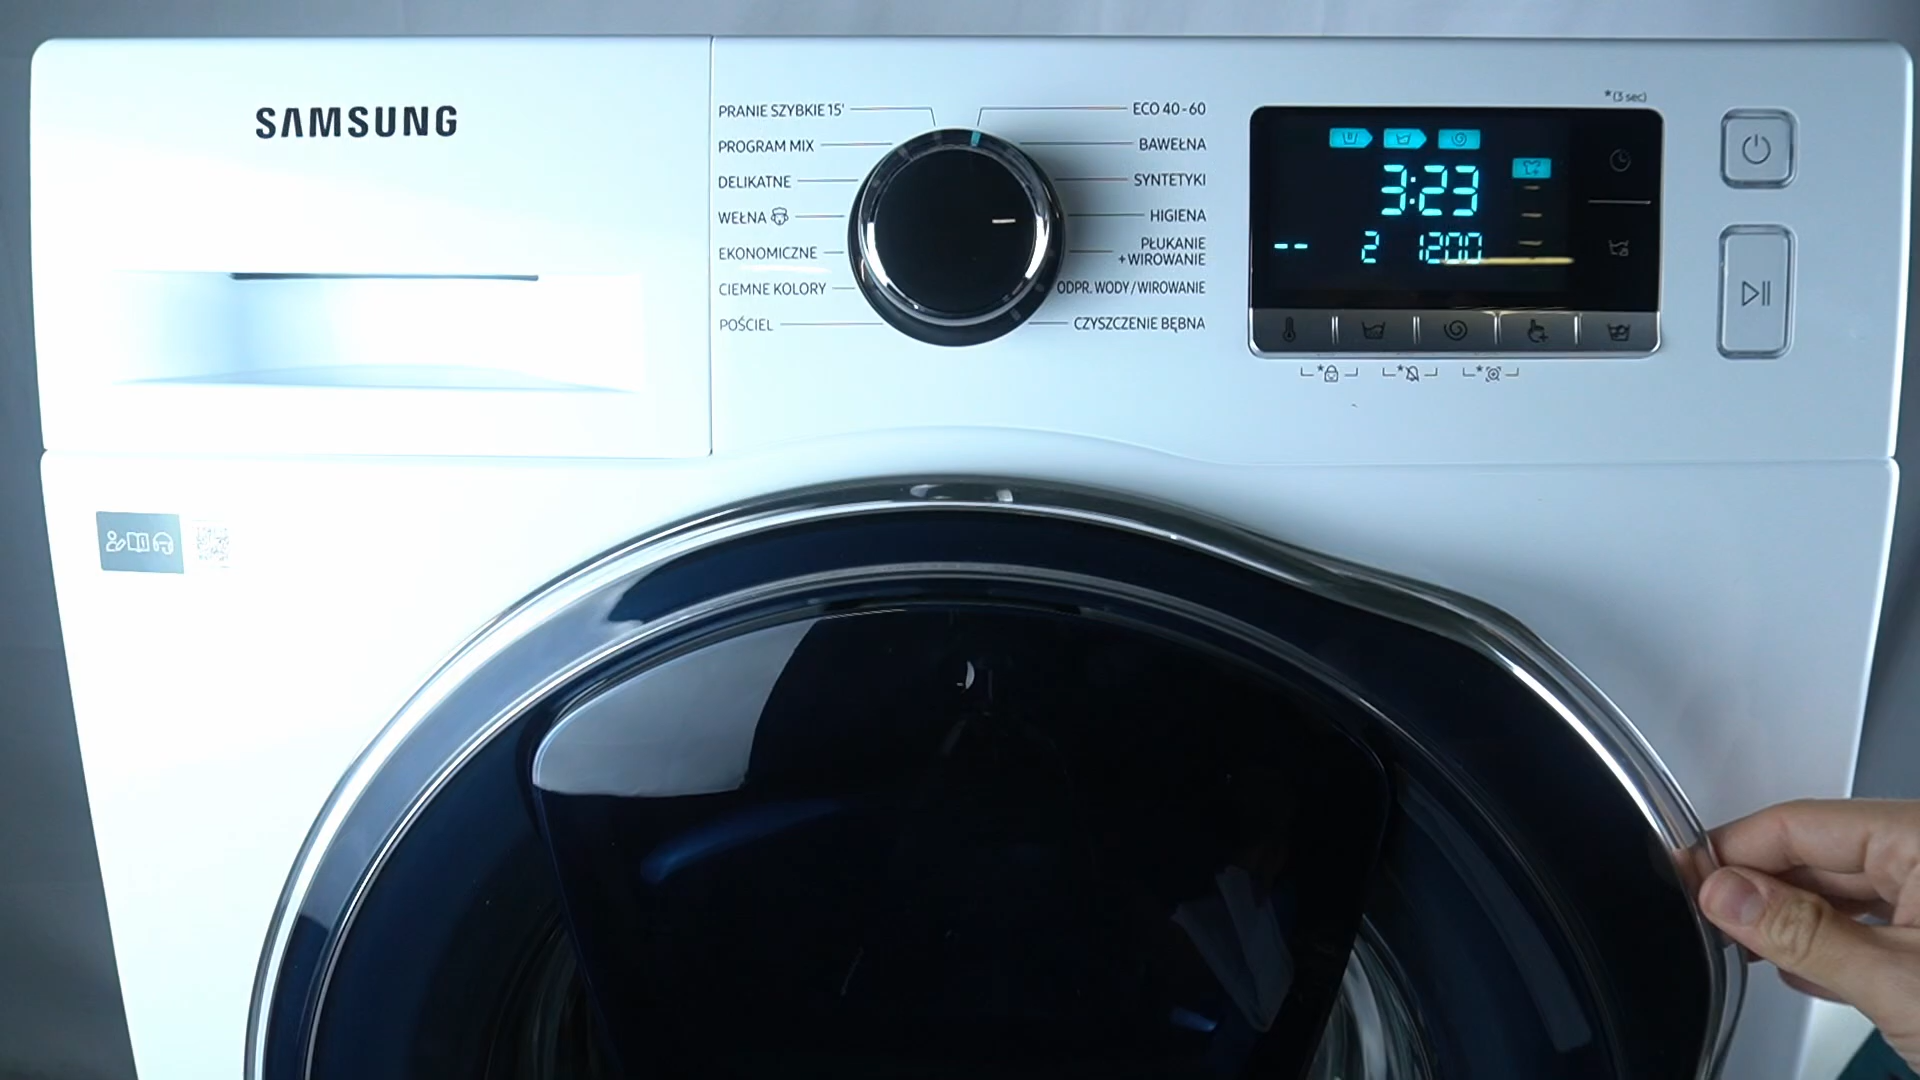 SAMSUNG
PRANIE SZYBKIE 15'
PROGRAM MIX
DELIKATNE
WEŁNA
EKONOMICZNE
CIEMNE KOLORY
POŚCIEL
ECO 40-60
BAWEŁNA
SYNTETYKI
HIGIENA
PŁUKANIE
+WIROWANIE
ODPR. WODY/WIROWANIE
CZYSZCZENIE BĘBNA
*(3 sec)
3:23
-- 2 1200